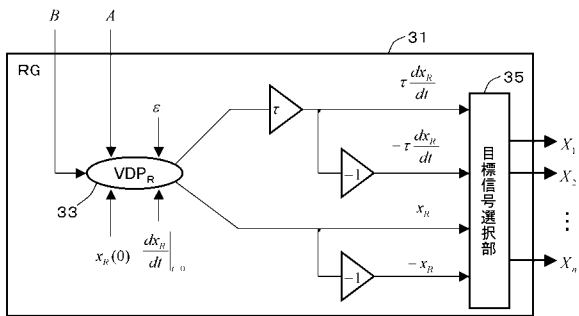 B
A
31
RG
35
τ dx_R/dt
ε
τ
−τ dx_R/dt
VDP_R
−1
33
x_R
x_R(0)
dx_R/dt|_{t=0}
−1
−x_R
目標信号選択部
X_1
X_2
⋮
X_n